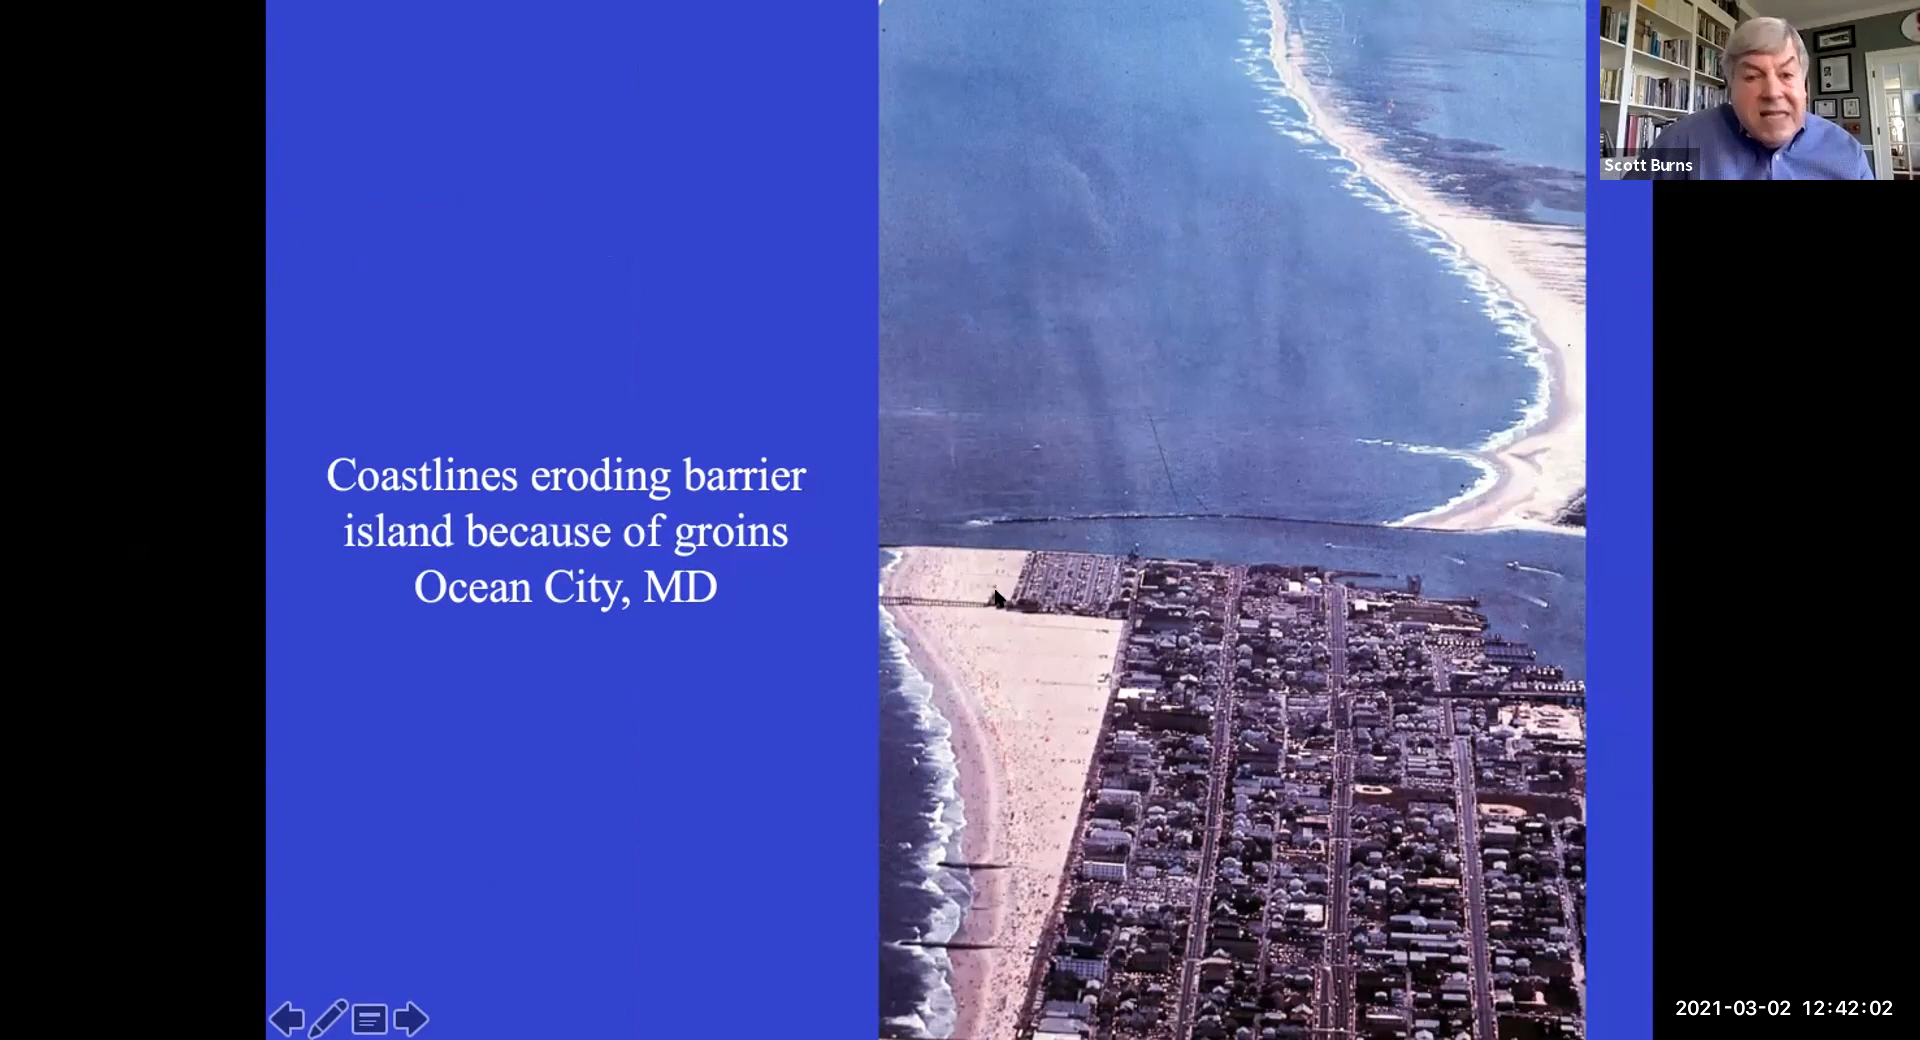 Scott Burns
Coastlines eroding barrier
island because of groins
Ocean City, MD
2021-03-02 12:42:02